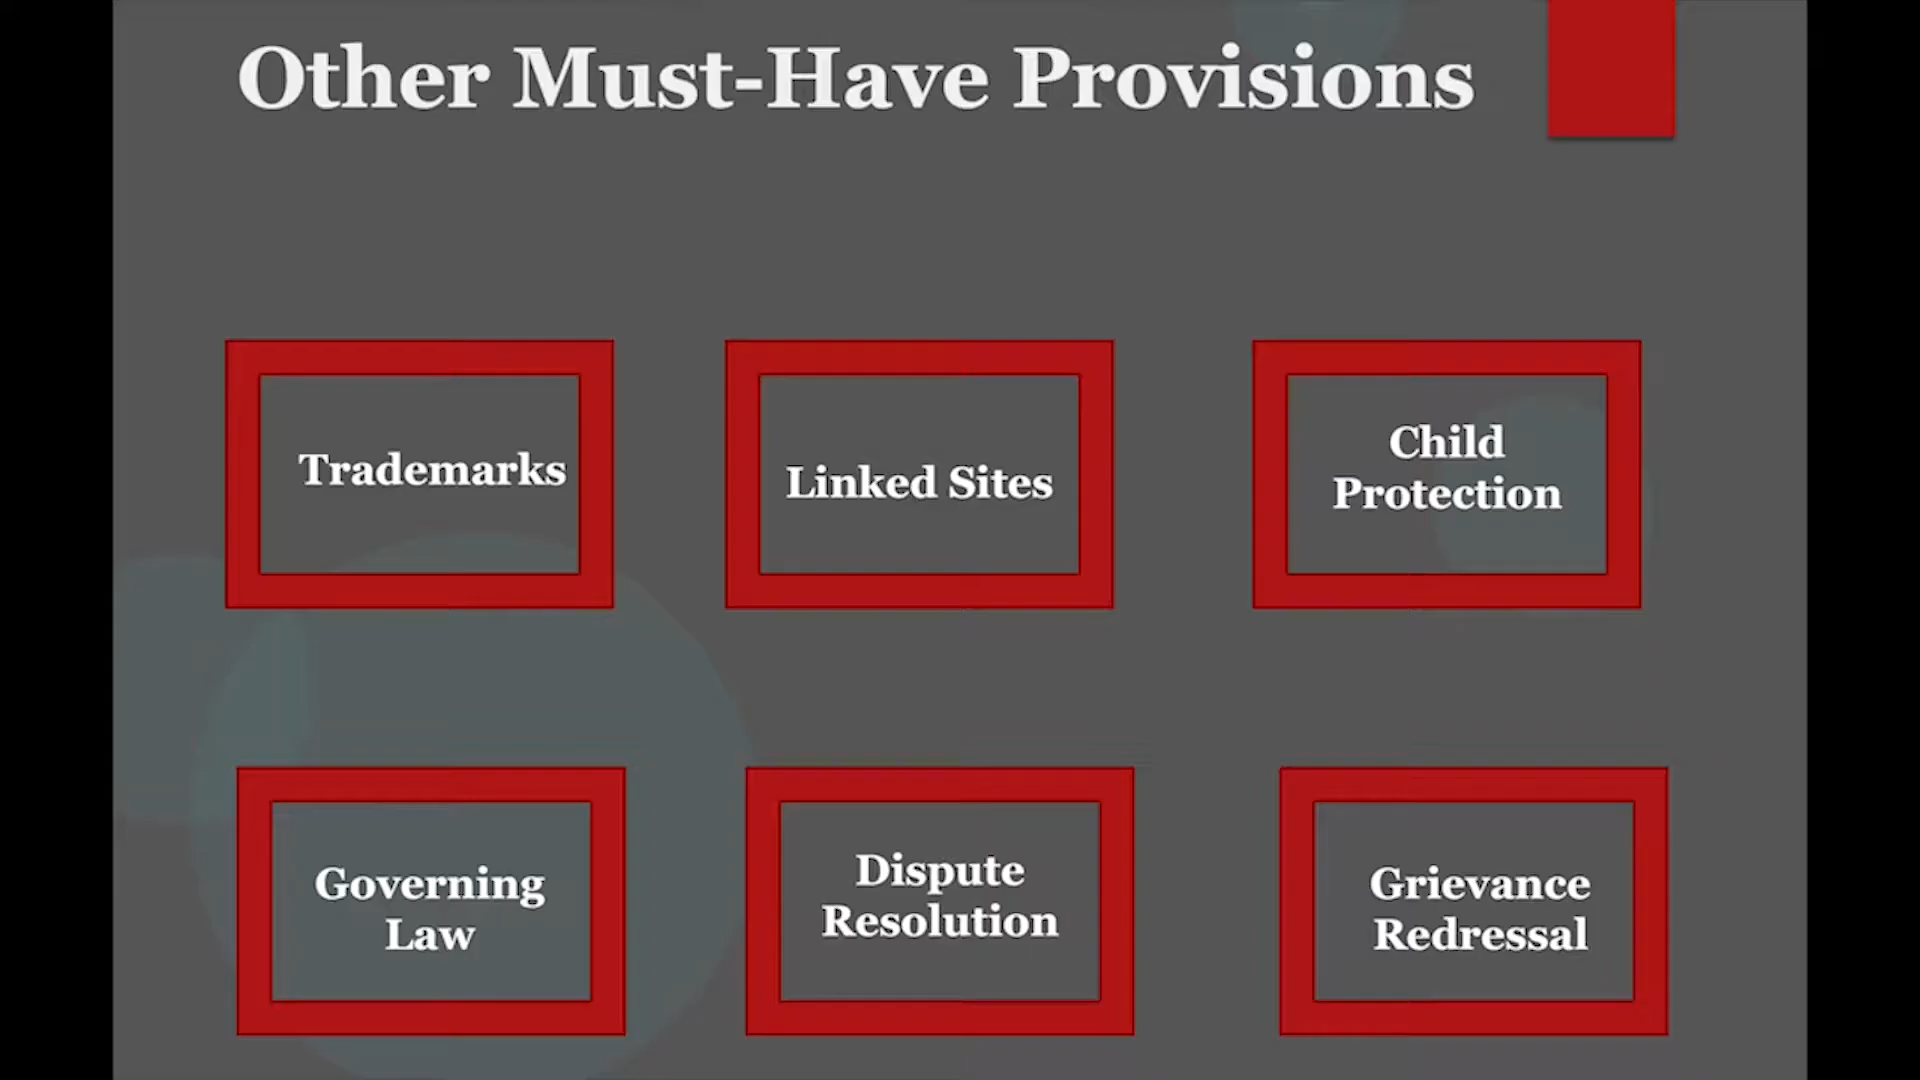 Other Must-Have Provisions
Trademarks
Linked Sites
Child
Protection
Governing
Law
Dispute
Resolution
Grievance
Redressal